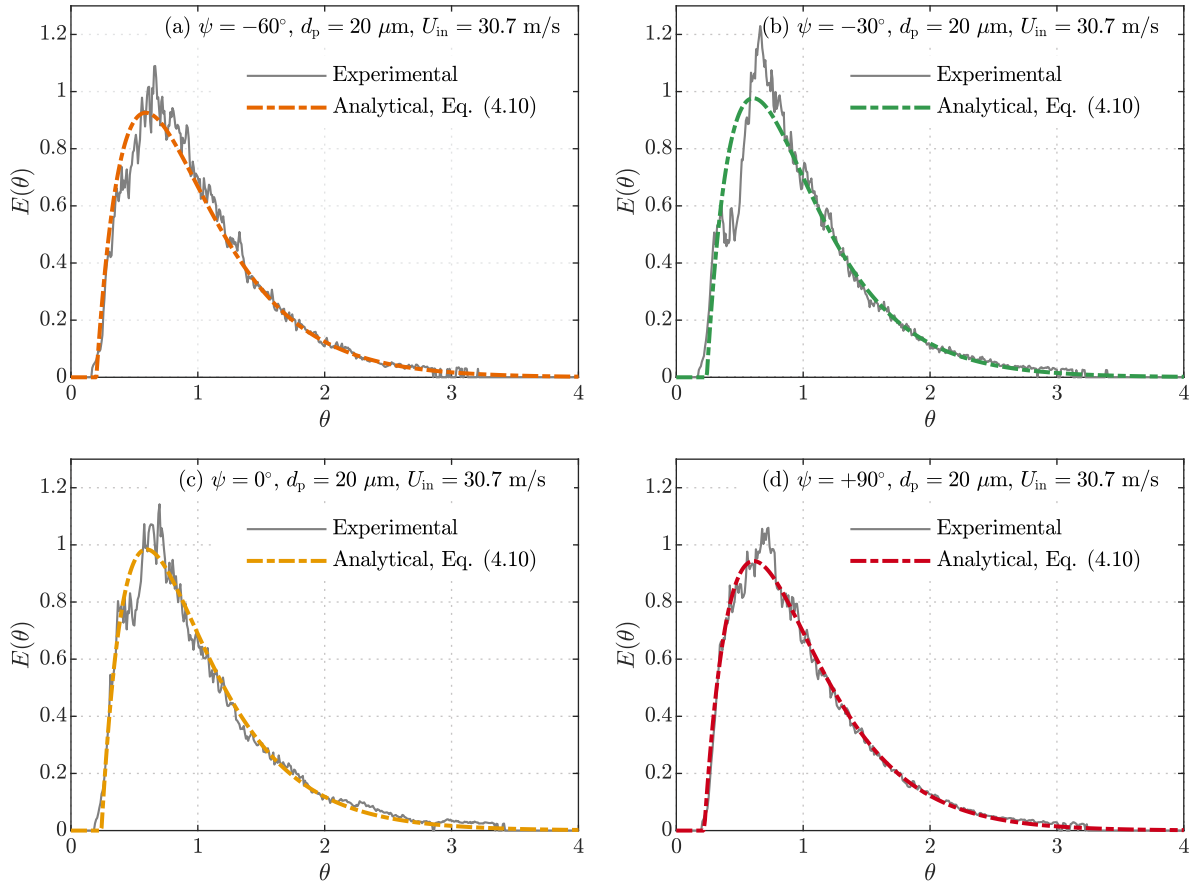 (a) ψ = −60°, dp = 20 μm, Uin = 30.7 m/s
Experimental
Analytical, Eq. (4.10)
E(θ)
1.2
1
0.8
0.6
0.4
0.2
0
0 1 2 3 4
θ
(b) ψ = −30°, dp = 20 μm, Uin = 30.7 m/s
Experimental
Analytical, Eq. (4.10)
E(θ)
1.2
1
0.8
0.6
0.4
0.2
0
0 1 2 3 4
θ
(c) ψ = 0°, dp = 20 μm, Uin = 30.7 m/s
Experimental
Analytical, Eq. (4.10)
E(θ)
1.2
1
0.8
0.6
0.4
0.2
0
0 1 2 3 4
θ
(d) ψ = +90°, dp = 20 μm, Uin = 30.7 m/s
Experimental
Analytical, Eq. (4.10)
E(θ)
1.2
1
0.8
0.6
0.4
0.2
0
0 1 2 3 4
θ